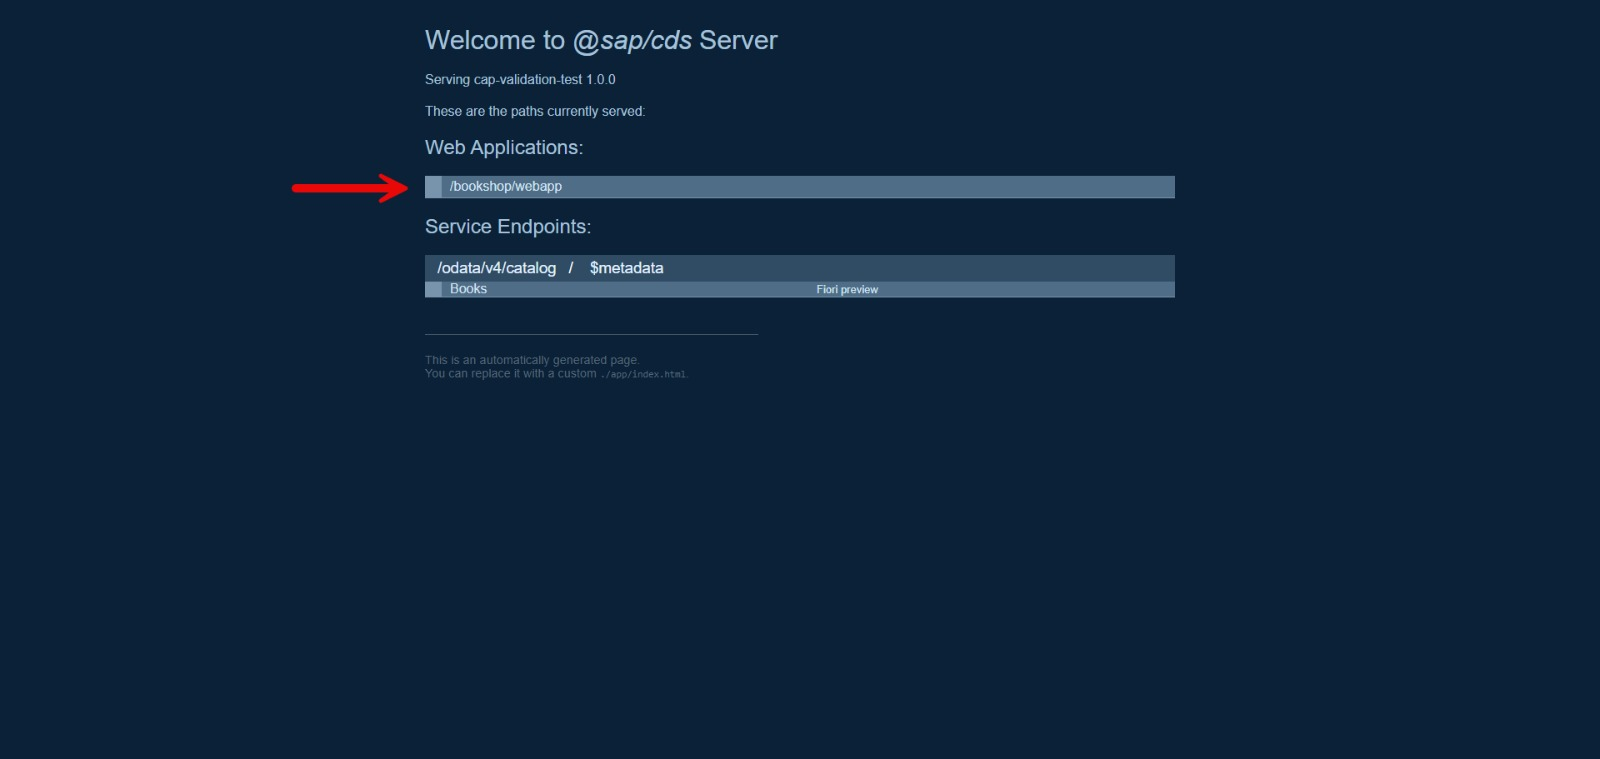 Welcome to @sap/cds Server
Serving cap-validation-test 1.0.0
These are the paths currently served:
Web Applications:
/bookshop/webapp
Service Endpoints:
/odata/v4/catalog / $metadata
Books Fiori preview
This is an automatically generated page.
You can replace it with a custom ./app/index.html.